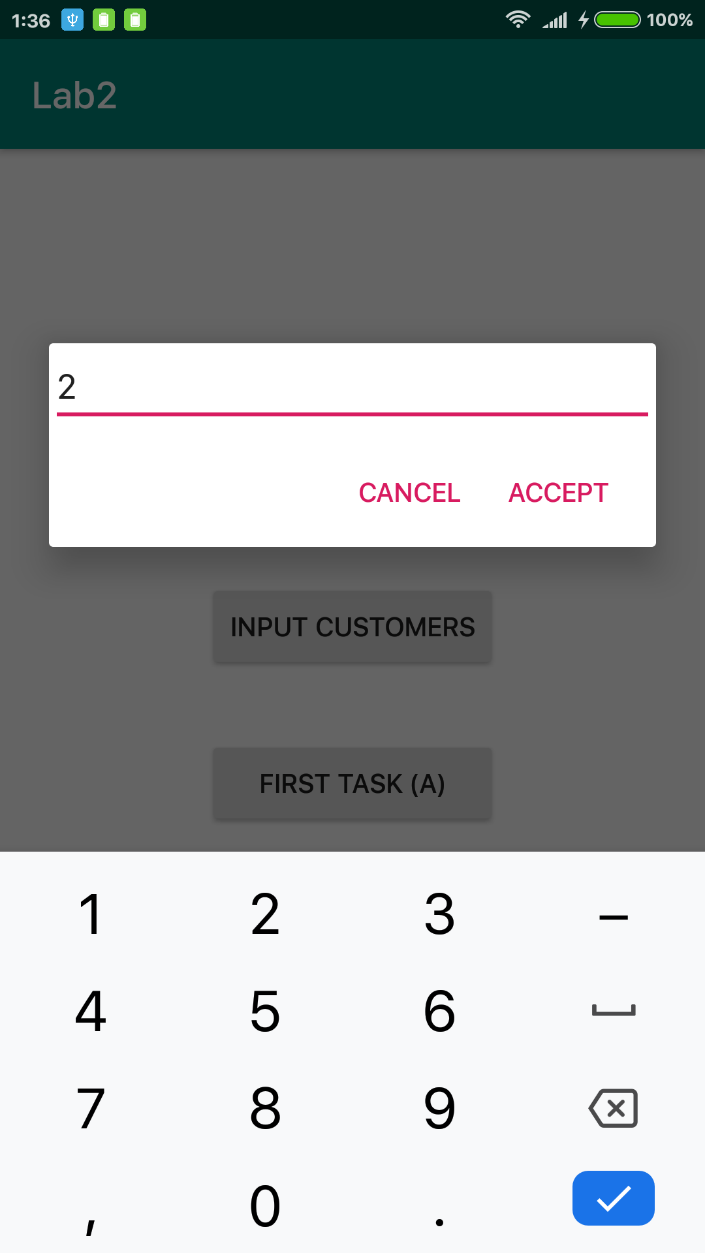 1:36 100%
Lab2
2
CANCEL ACCEPT
INPUT CUSTOMERS
FIRST TASK (A)
1 2 3 –
4 5 6
7 8 9
, 0 .